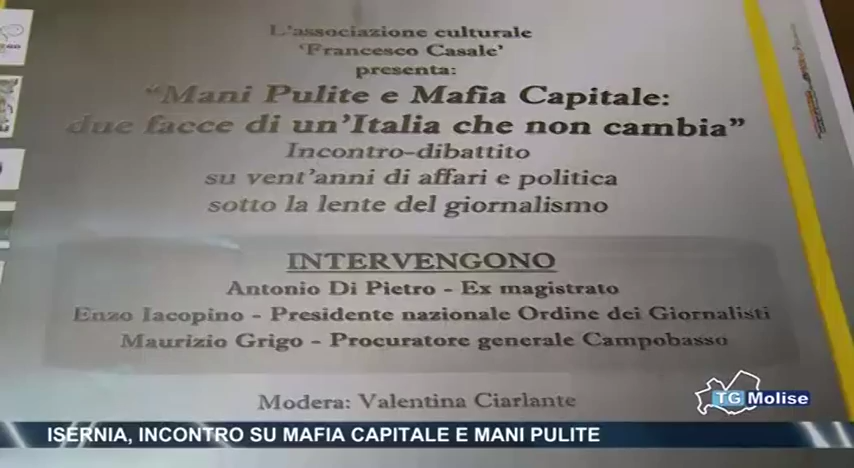 L'associazione culturale
'Francesco Casale'
presenta:
"Mani Pulite e Mafia Capitale:
due facce di un'Italia che non cambia"
Incontro-dibattito
su vent'anni di affari e politica
sotto la lente del giornalismo
INTERVENGONO
Antonio Di Pietro - Ex magistrato
Enzo Iacopino - Presidente nazionale Ordine dei Giornalisti
Maurizio Grigo - Procuratore generale Campobasso
Modera: Valentina Ciarlante
TG Molise
ISERNIA, INCONTRO SU MAFIA CAPITALE E MANI PULITE